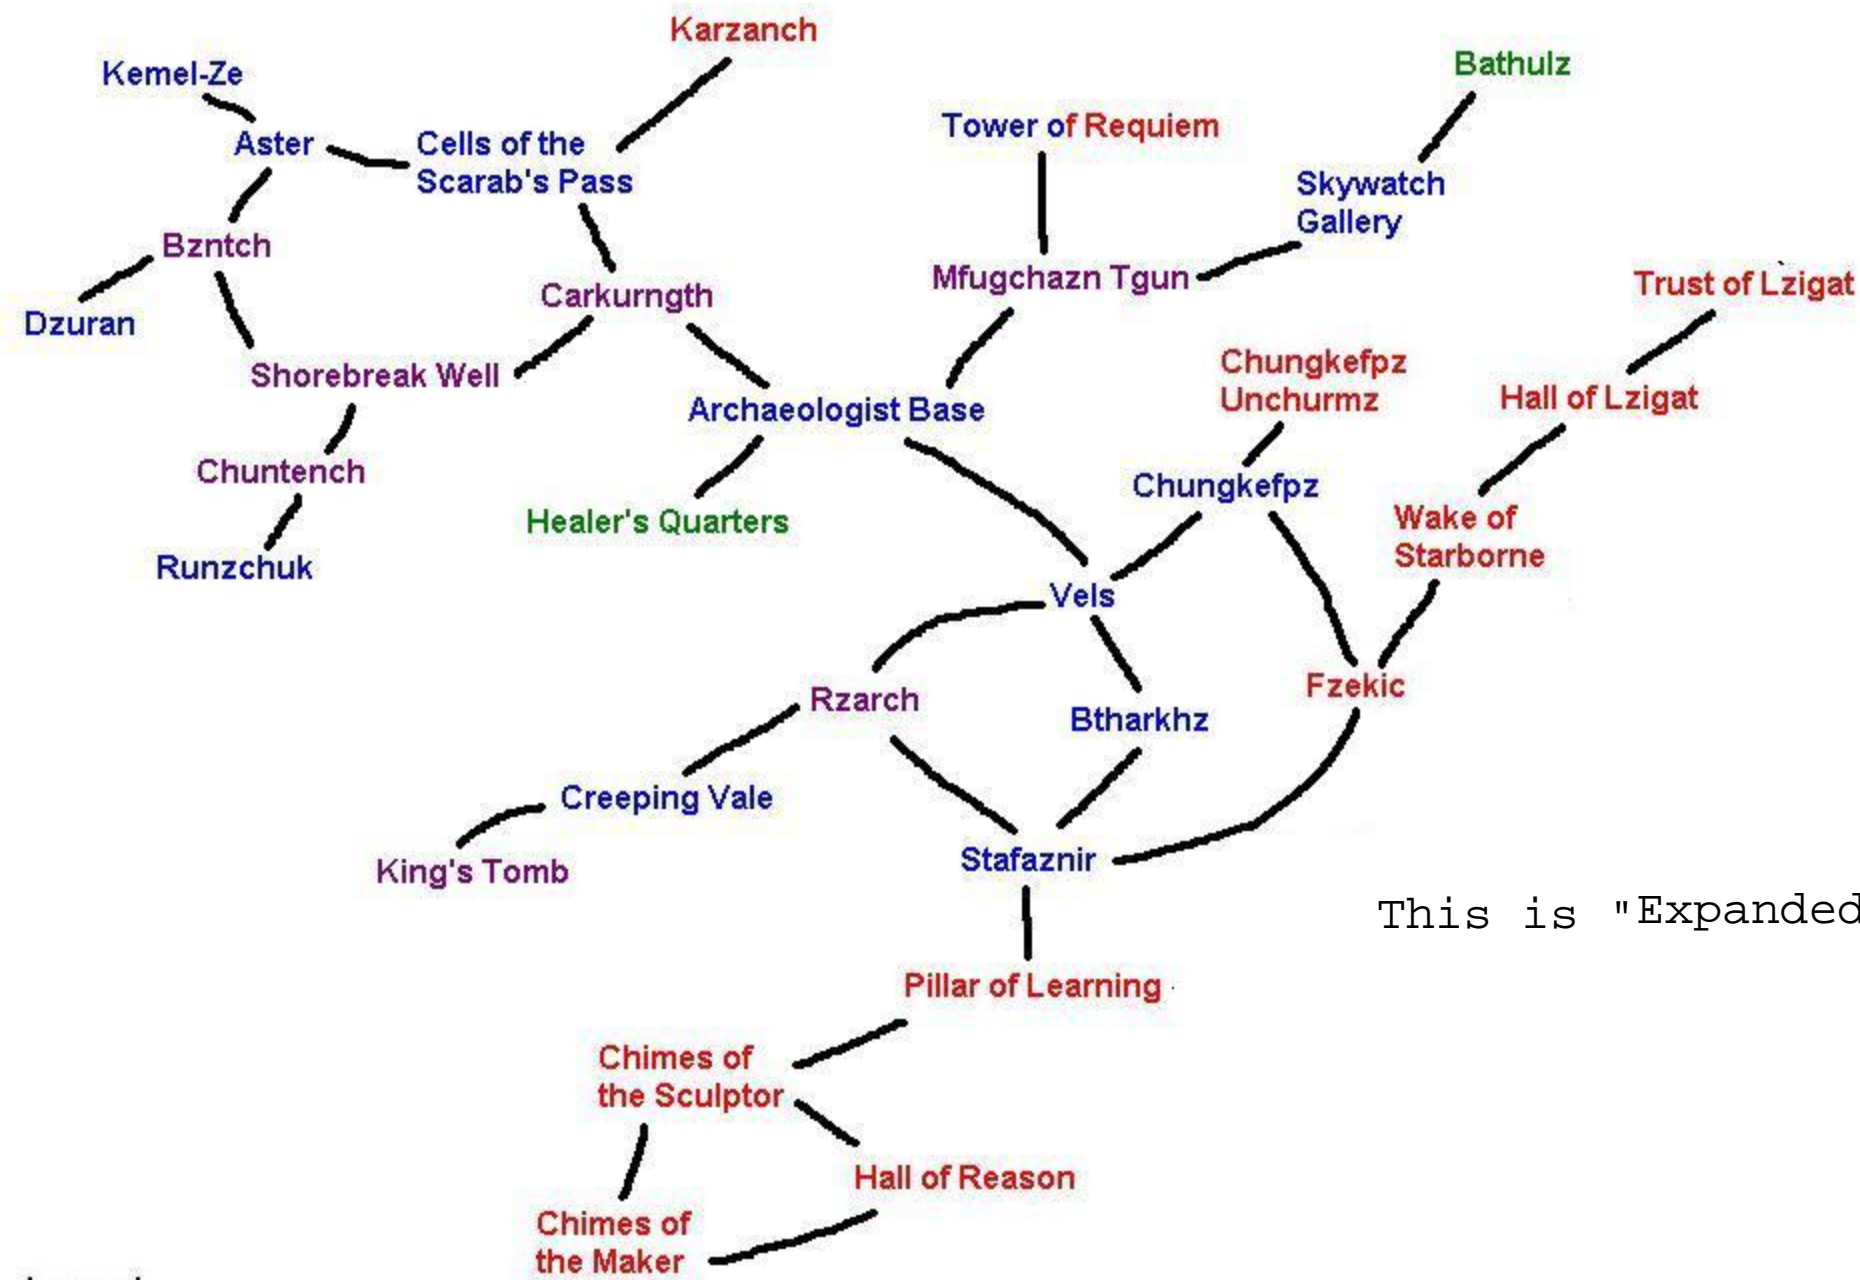 Karzanch
Kemel-Ze
Bathulz
Tower of Requiem
Aster
Cells of the
Scarab's Pass
Skywatch
Gallery
Bzntch
Mfugchazn Tgun
Trust of Lzigat
Carkurngth
Dzuran
Chungkefpz
Unchurmz
Shorebreak Well
Hall of Lzigat
Archaeologist Base
Chuntench
Chungkefpz
Healer's Quarters
Wake of
Starborne
Runzchuk
Vels
Fzekic
Rzarch
Btharkhz
Creeping Vale
Stafaznir
King's Tomb
This is "Expanded
Pillar of Learning
Chimes of
the Sculptor
Hall of Reason
Chimes of
the Maker